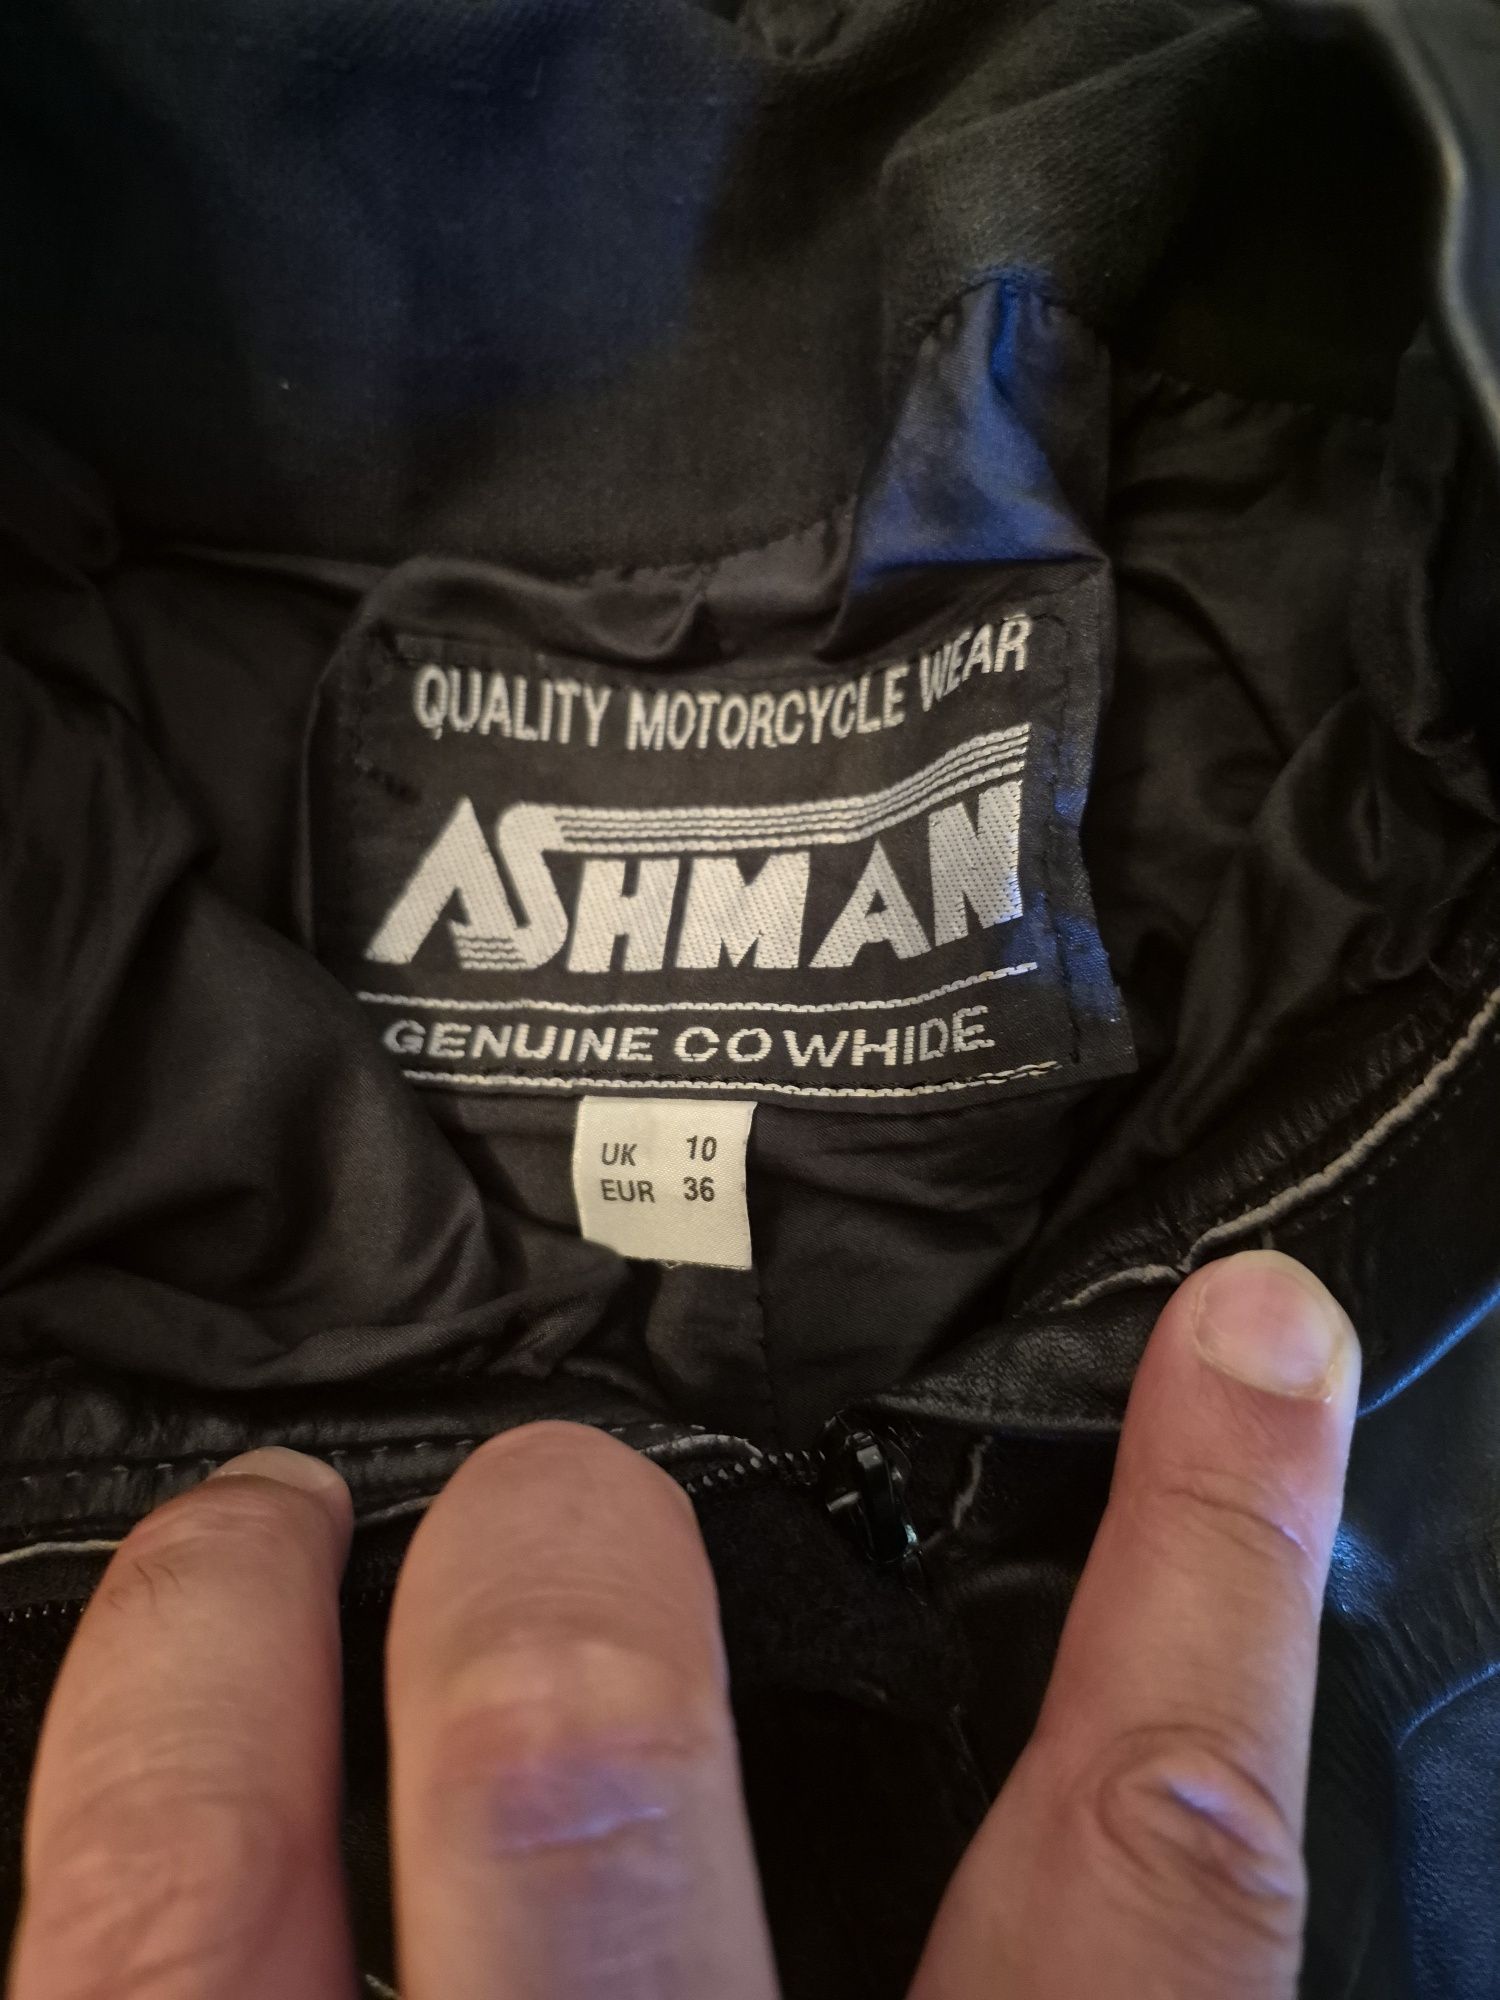 QUALITY MOTORCYCLE WEAR
ASHMAN
GENUINE COWHIDE
UK 10
EUR 36